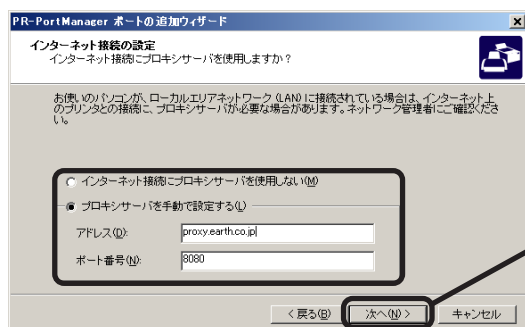 PR-PortManager ポートの追加ウィザード
インターネット接続の設定
インターネット接続にプロキシサーバを使用しますか？
お使いのパソコンが、ローカルエリアネットワーク (LAN) に接続されている場合は、インターネット上
のプリンタとの接続に、プロキシサーバが必要な場合があります。ネットワーク管理者にご確認くださ
い。
インターネット接続にプロキシサーバを使用しない(M)
プロキシサーバを手動で設定する(L)
アドレス(D): proxy.earth.co.jp
ポート番号(N): 8080
< 戻る(B) 次へ(N) > キャンセル